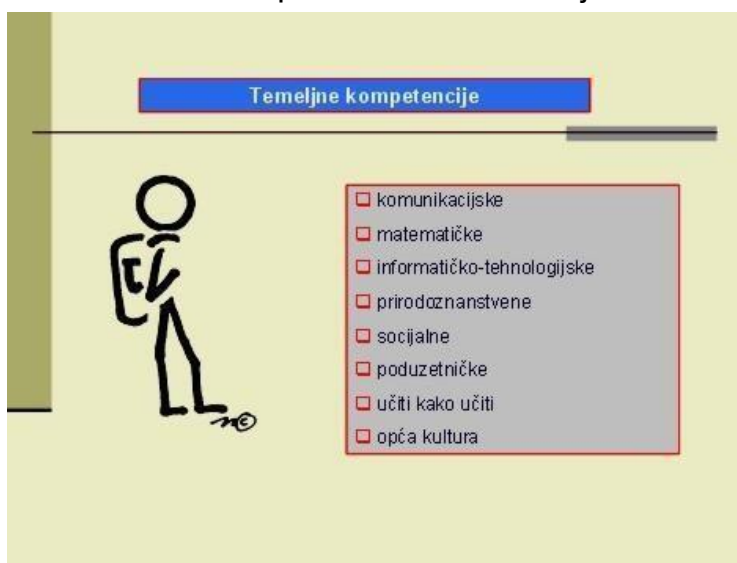 Temeljne kompetencije
komunikacijske
matematičke
informatičko-tehnologijske
prirodoznanstvene
socijalne
poduzetničke
učiti kako učiti
opća kultura